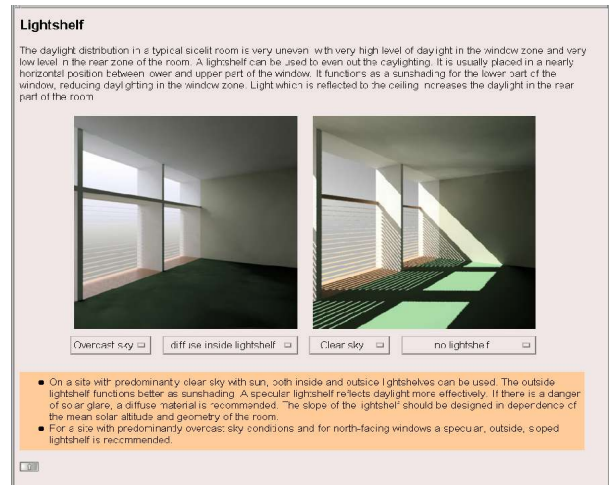 Lightshelf
The daylight distribution in a typical sidelit room is very uneven, with very high level of daylight in the window zone and very
low level in the rear zone of the room. A lightshelf can be used to even out the daylighting. It is usually placed in a nearly
horizontal position between lower and upper part of the window. It functions as a sunshading for the lower part of the
window, reducing daylighting in the window zone. Light which is reflected to the ceiling increases the daylight in the rear
part of the room
Overcast sky
diffuse inside lightshelf
Clear sky
no lightshelf
On a site with predominantly clear sky with sun, both inside and outside lightshelves can be used. The outside
lightshelf functions better as sunshading. A specular lightshelf reflects daylight more effectively. If there is a danger
of solar glare, a diffuse material is recommended. The slope of the lightshelf should be designed in dependence of
the mean solar altitude and geometry of the room.
For a site with predominantly overcast sky conditions and for north-facing windows a specular, outside, sloped
lightshelf is recommended.